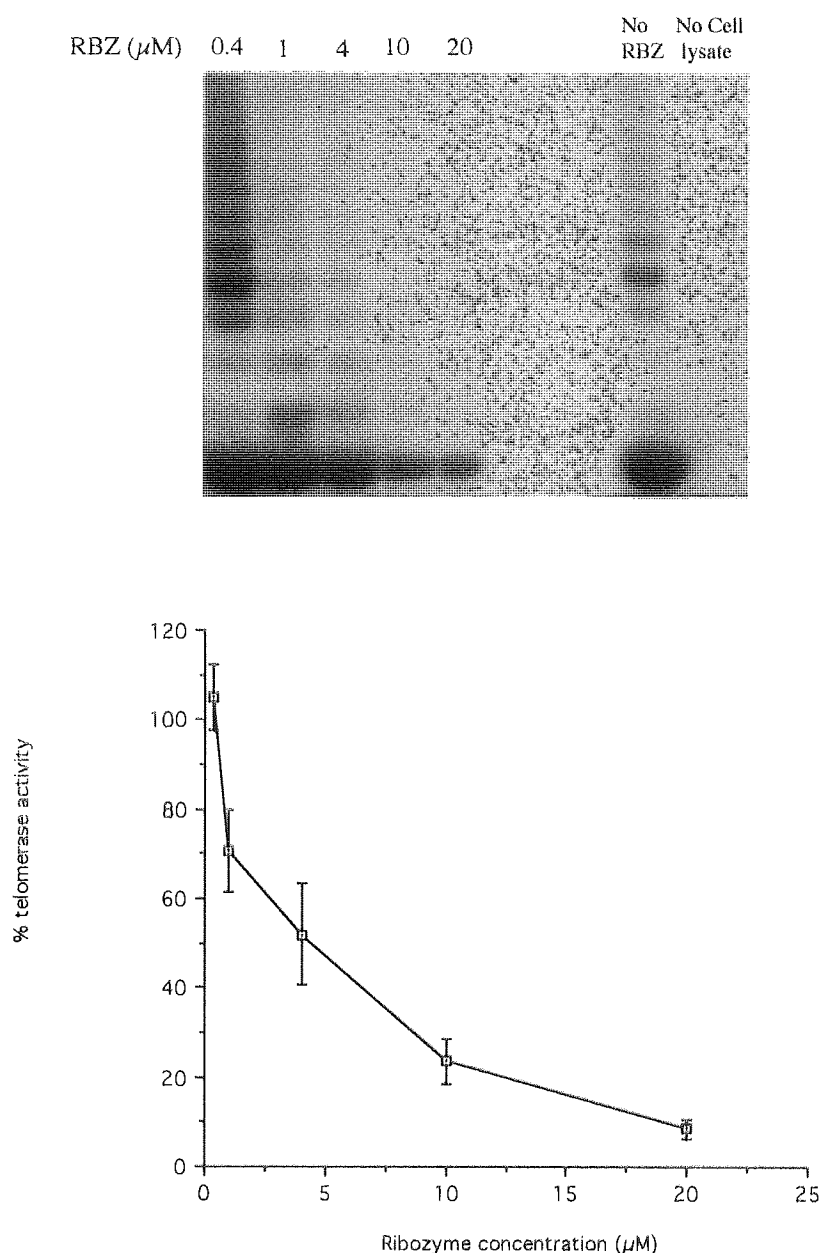 No No Cell
RBZ (μM) 0.4 1 4 10 20 RBZ lysate
120
100
80
60
40
20
0
% telomerase activity
0 5 10 15 20 25
Ribozyme concentration (μM)